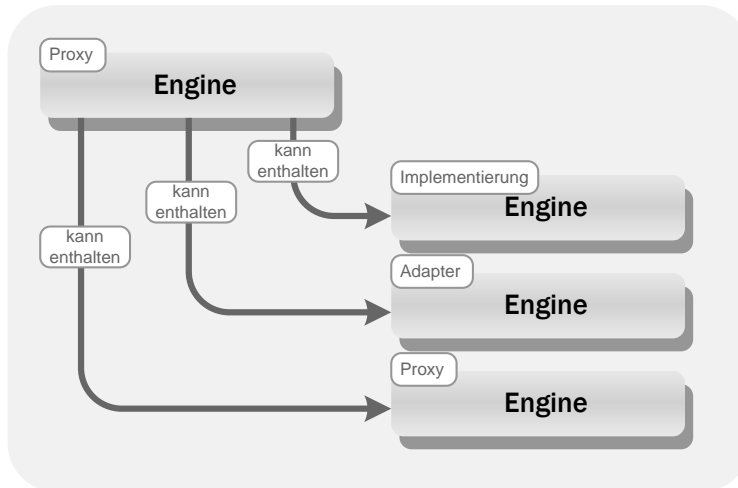 Proxy
Engine
kann
enthalten
Implementierung
Engine
kann
enthalten
kann
enthalten
Adapter
Engine
Proxy
Engine